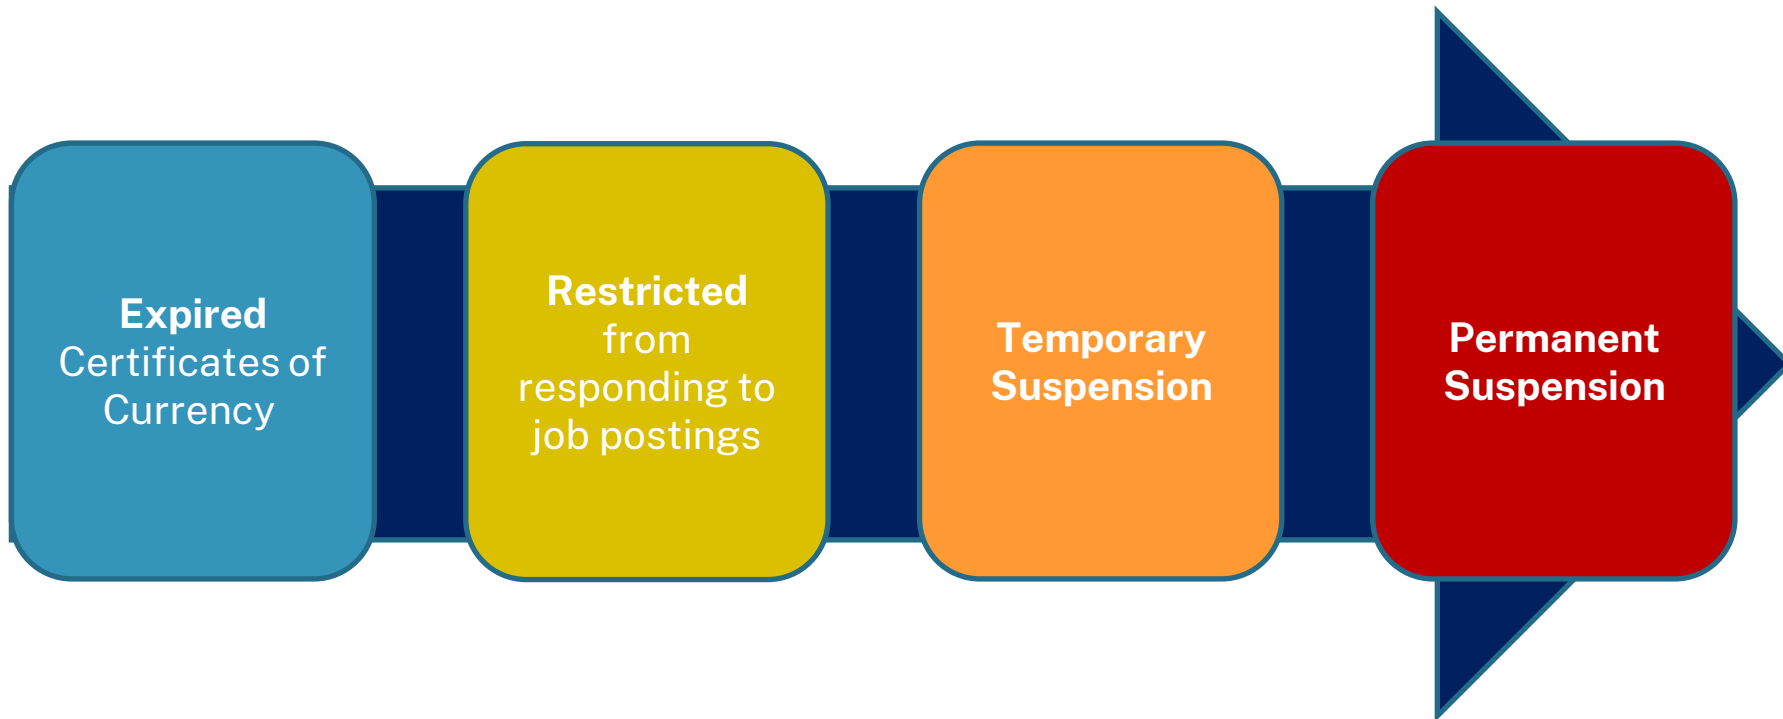 Expired
Certificates of
Currency
Restricted
from
responding to
job postings
Temporary
Suspension
Permanent
Suspension